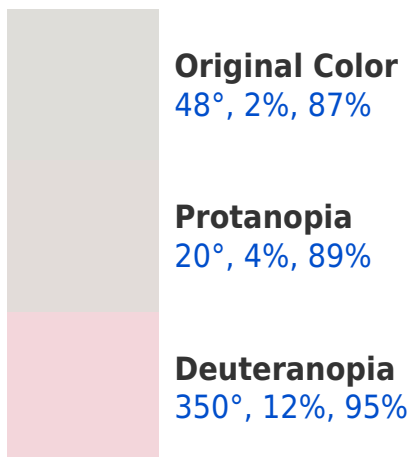 Original Color
48°, 2%, 87%
Protanopia
20°, 4%, 89%
Deuteranopia
350°, 12%, 95%